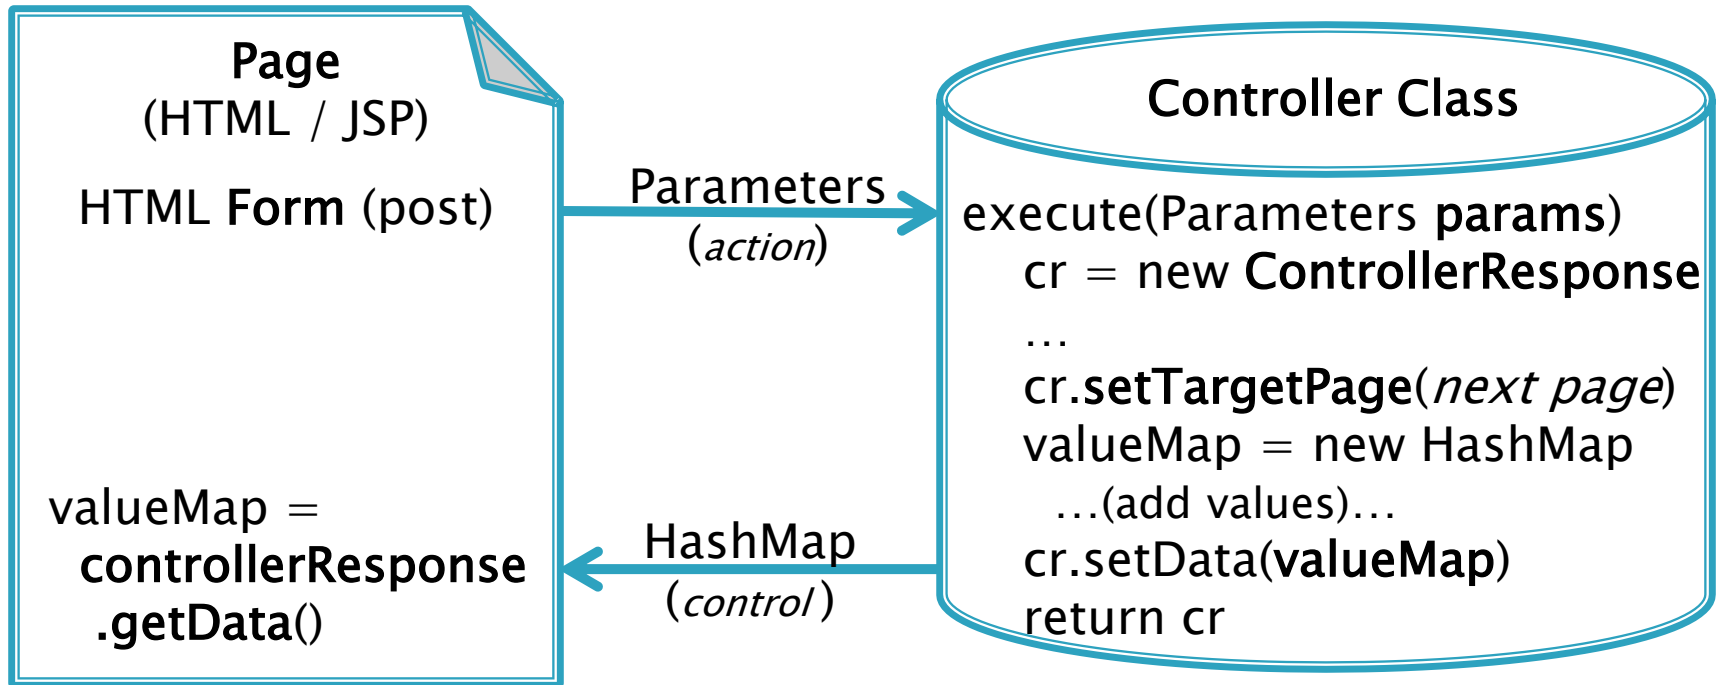 Page
(HTML / JSP)
HTML Form (post)
valueMap =
controllerResponse
.getData()
Parameters
(action)
HashMap
(control)
Controller Class
execute(Parameters params)
cr = new ControllerResponse
…
cr.setTargetPage(next page)
valueMap = new HashMap
…(add values)…
cr.setData(valueMap)
return cr